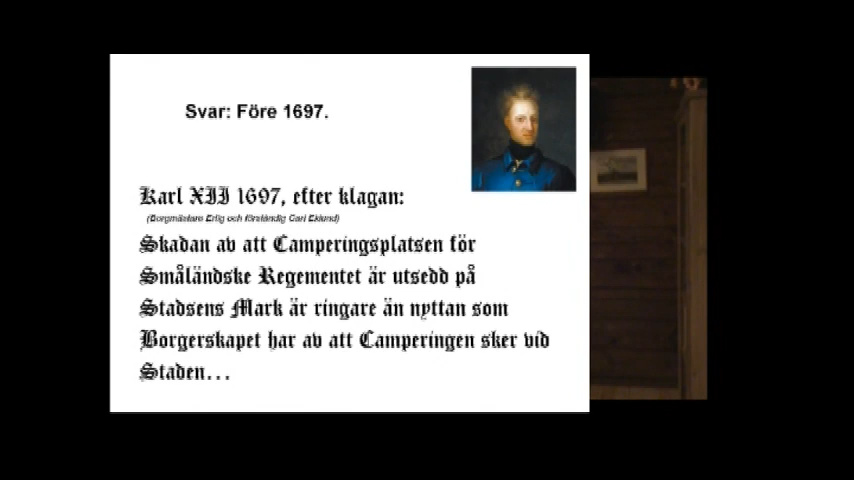 Svar: Före 1697.
Karl XII 1697, efter klagan:
(Borgmästare Erlig och förståndig Carl Eklund)
Skadan av att Camperingsplatsen för
Småländske Regementet är utsedd på
Stadsens Mark är ringare än nyttan som
Borgerskapet har av att Camperingen sker vid
Staden...